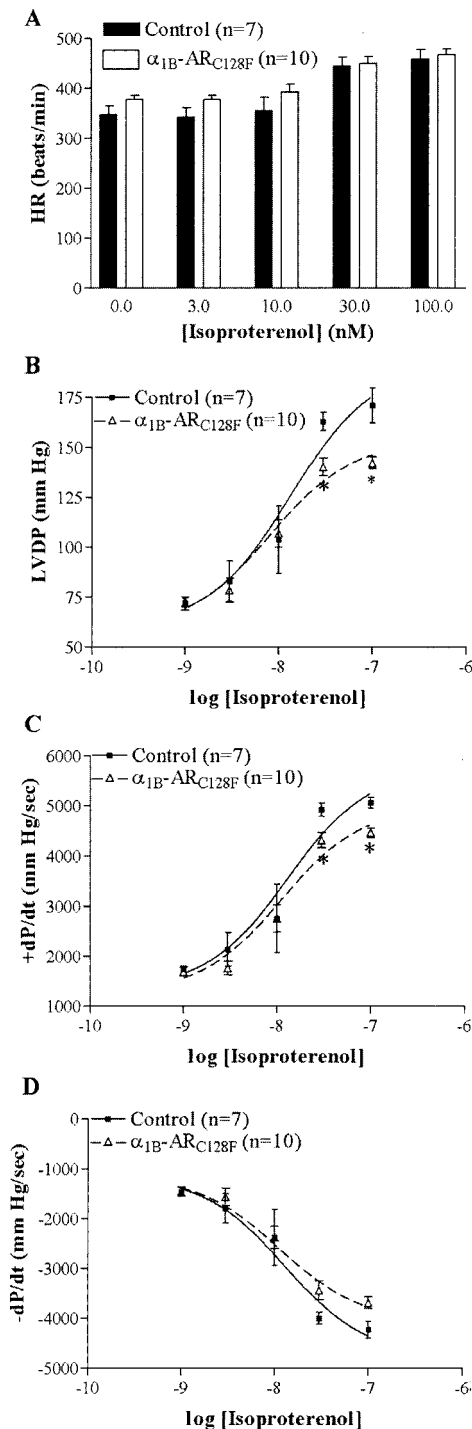 A
Control (n=7)
α1B-ARC128F (n=10)
500
400
300
200
100
0
HR (beats/min)
0.0 3.0 10.0 30.0 100.0
[Isoproterenol] (nM)
B
Control (n=7)
α1B-ARC128F (n=10)
175
150
125
100
75
50
LVDP (mm Hg)
* *
-10 -9 -8 -7 -6
log [Isoproterenol]
C
Control (n=7)
α1B-ARC128F (n=10)
6000
5000
4000
3000
2000
1000
+dP/dt (mm Hg/sec)
* *
-10 -9 -8 -7 -6
log [Isoproterenol]
D
Control (n=7)
α1B-ARC128F (n=10)
0
-1000
-2000
-3000
-4000
-5000
-dP/dt (mm Hg/sec)
-10 -9 -8 -7 -6
log [Isoproterenol]